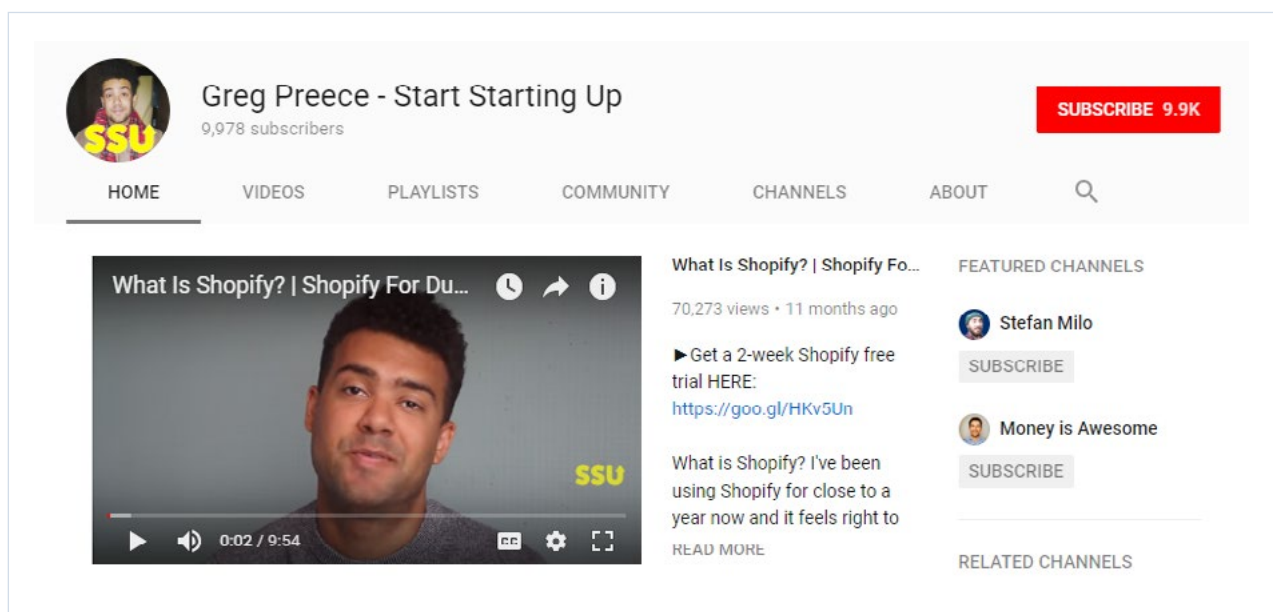 SSU
Greg Preece - Start Starting Up
9,978 subscribers
SUBSCRIBE 9.9K
HOME VIDEOS PLAYLISTS COMMUNITY CHANNELS ABOUT
What Is Shopify? | Shopify For Du...
SSU
0:02 / 9:54
CC
What Is Shopify? | Shopify Fo...
70,273 views • 11 months ago
►Get a 2-week Shopify free
trial HERE:
https://goo.gl/HKv5Un
What is Shopify? I've been
using Shopify for close to a
year now and it feels right to
READ MORE
FEATURED CHANNELS
Stefan Milo
SUBSCRIBE
Money is Awesome
SUBSCRIBE
RELATED CHANNELS